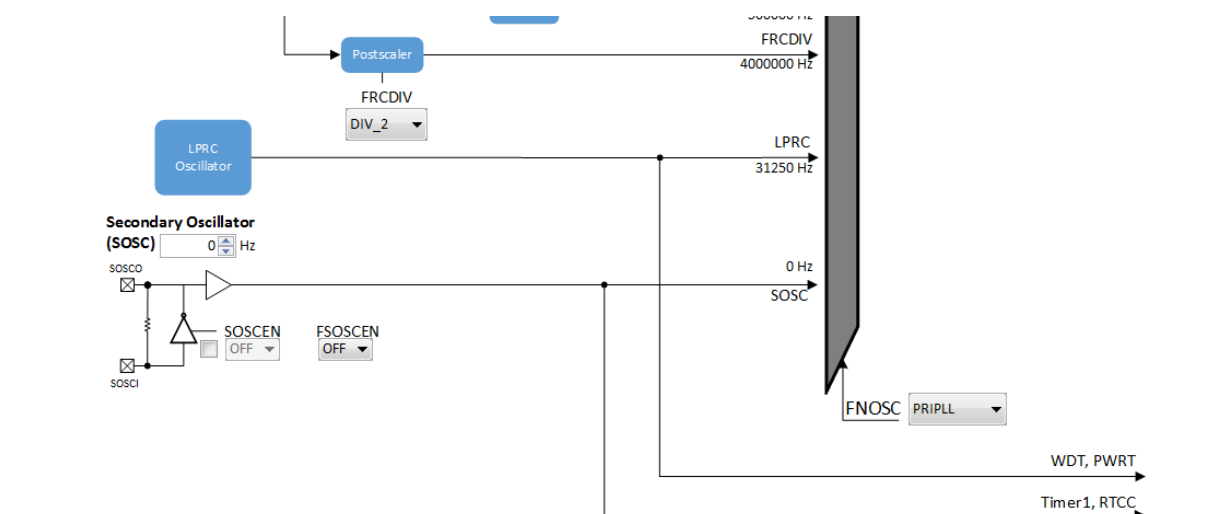 FRCDIV
Postscaler
4000000 Hz
FRCDIV
DIV_2
LPRC
Oscillator
LPRC
31250 Hz
Secondary Oscillator
(SOSC) 0 Hz
SOSCO
0 Hz
SOSC
SOSCEN
OFF
FSOSCEN
OFF
SOSCI
FNOSC PRIPLL
WDT, PWRT
Timer1, RTCC